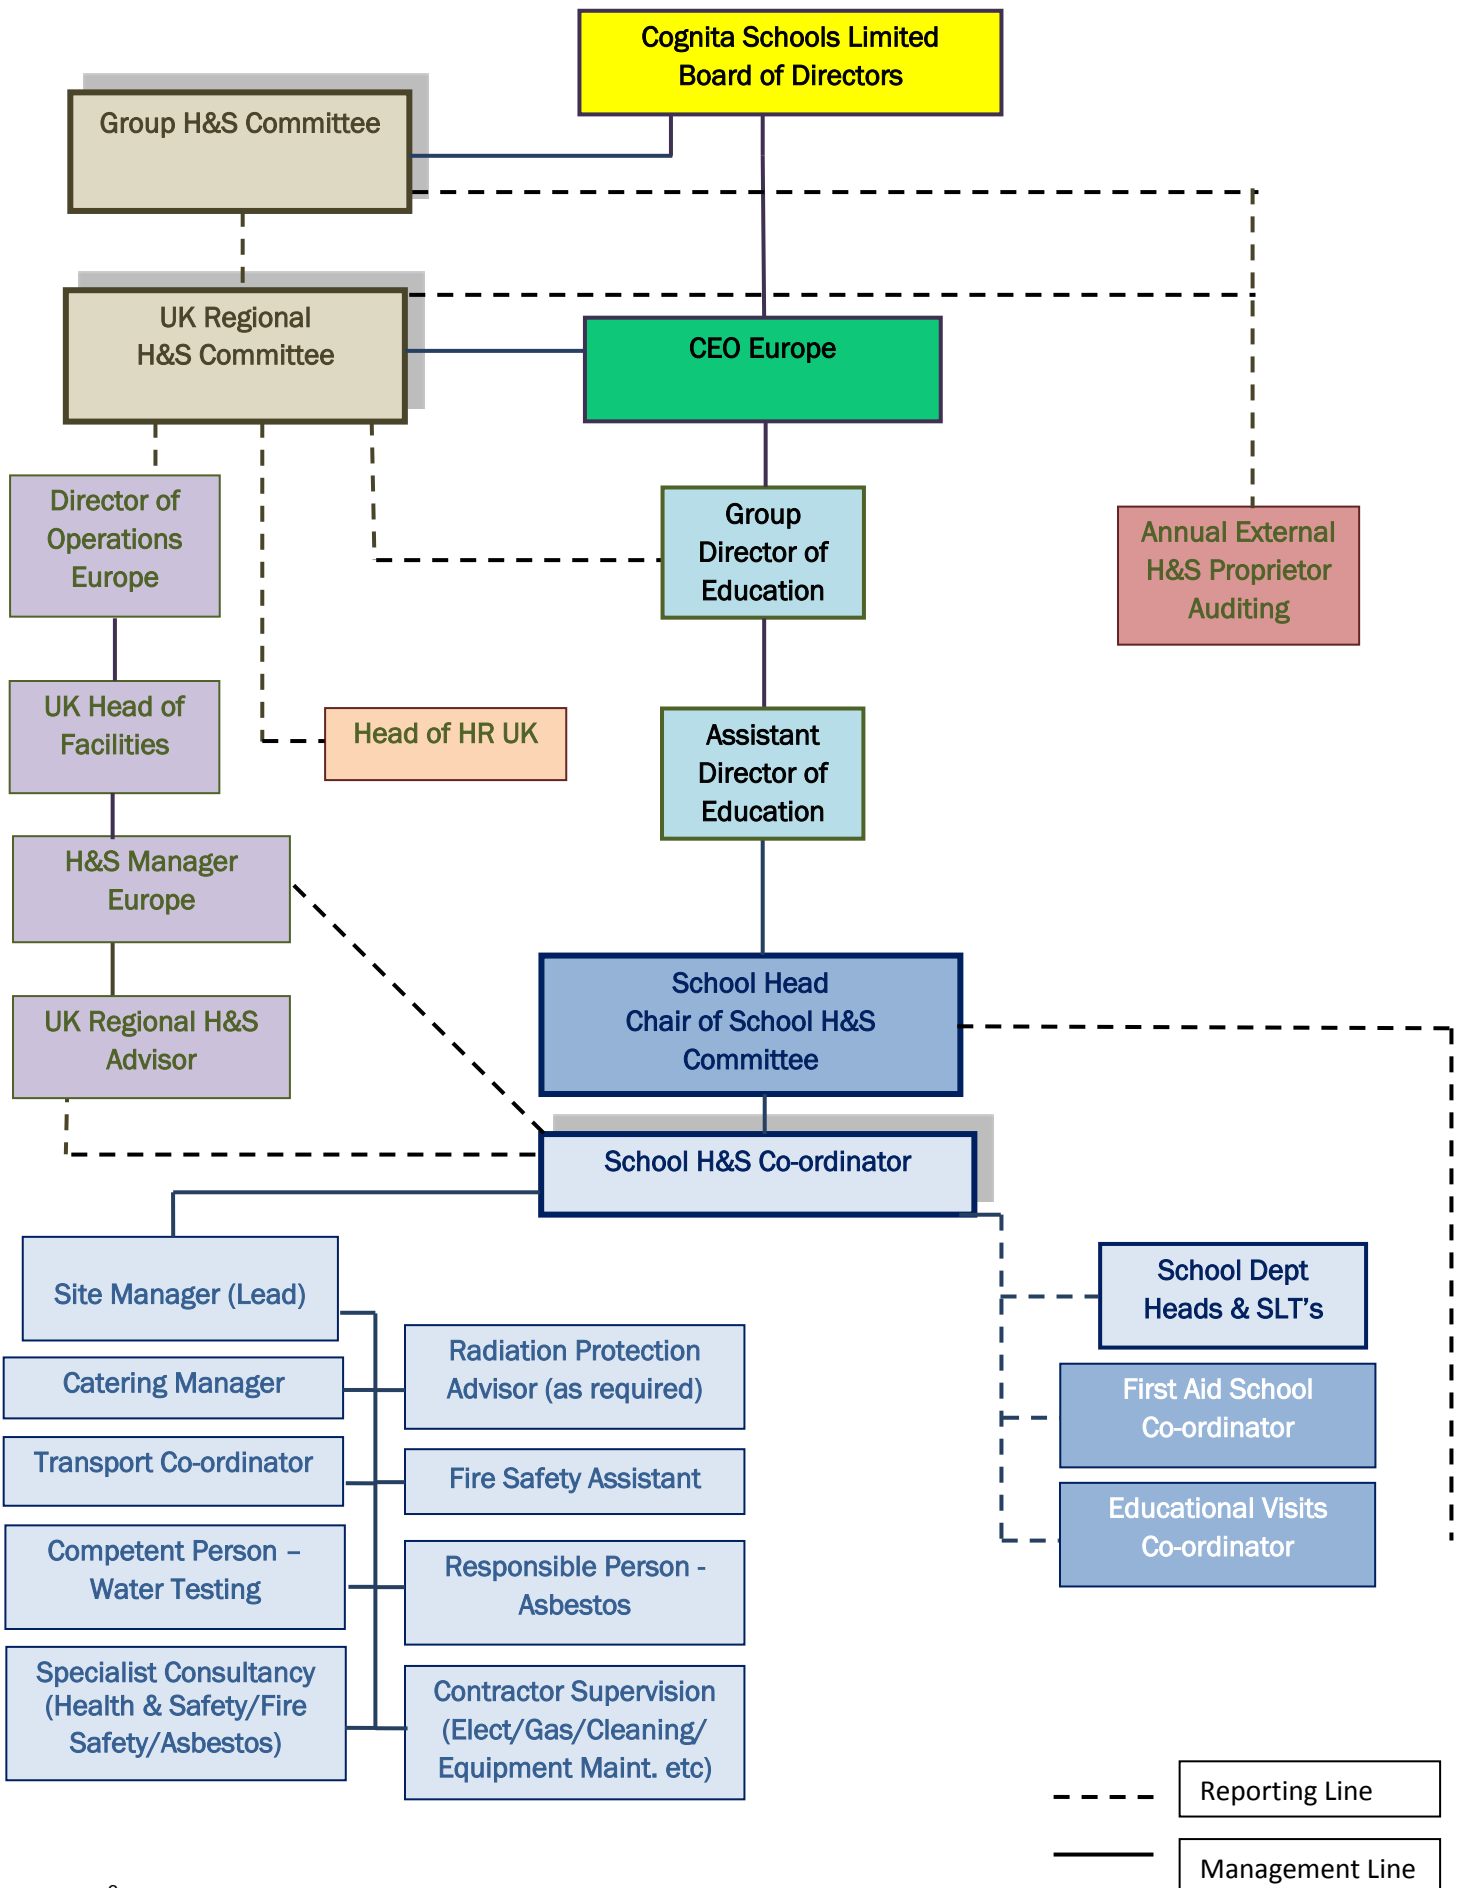 Cognita Schools Limited
Board of Directors
Group H&S Committee
UK Regional
H&S Committee
CEO Europe
Director of
Operations
Europe
Group
Director of
Education
Annual External
H&S Proprietor
Auditing
UK Head of
Facilities
Head of HR UK
Assistant
Director of
Education
H&S Manager
Europe
School Head
Chair of School H&S
Committee
UK Regional H&S
Advisor
School H&S Co-ordinator
Site Manager (Lead)
School Dept
Heads & SLT's
Catering Manager
Radiation Protection
Advisor (as required)
First Aid School
Co-ordinator
Transport Co-ordinator
Fire Safety Assistant
Educational Visits
Co-ordinator
Competent Person –
Water Testing
Responsible Person -
Asbestos
Specialist Consultancy
(Health & Safety/Fire
Safety/Asbestos)
Contractor Supervision
(Elect/Gas/Cleaning/
Equipment Maint. etc)
Reporting Line
Management Line